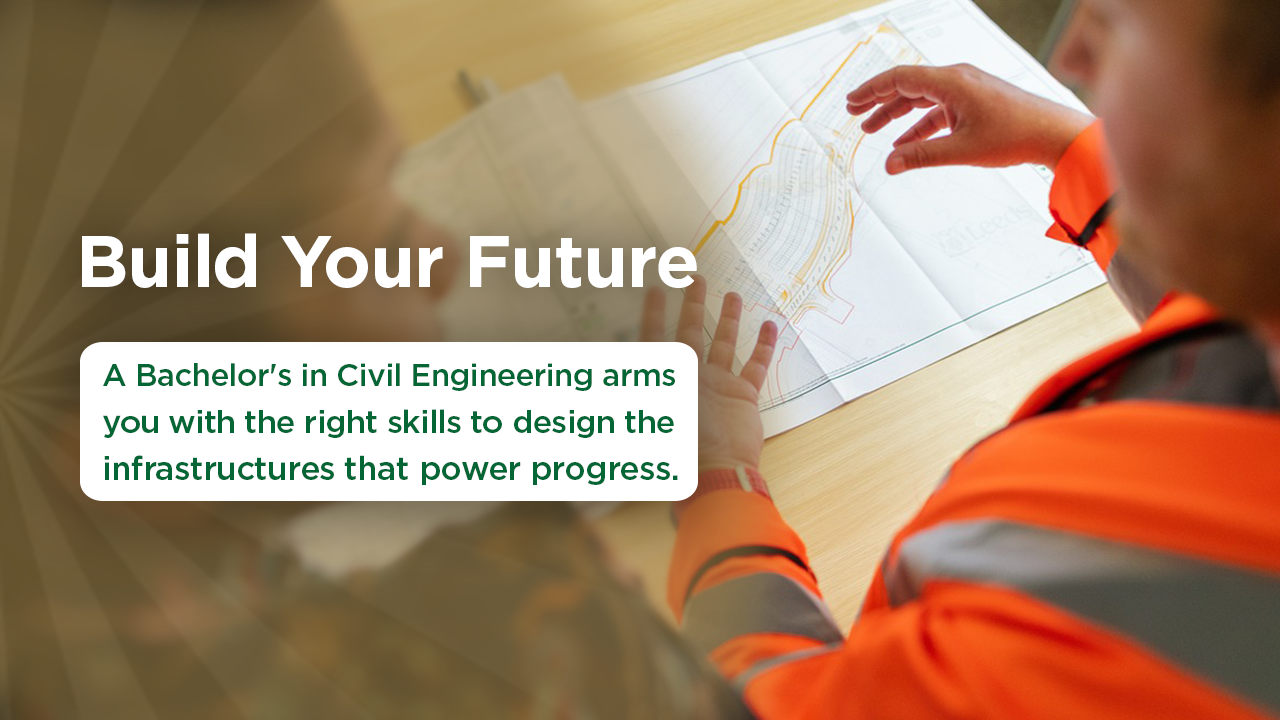 Build Your Future
A Bachelor's in Civil Engineering arms
you with the right skills to design the
infrastructures that power progress.